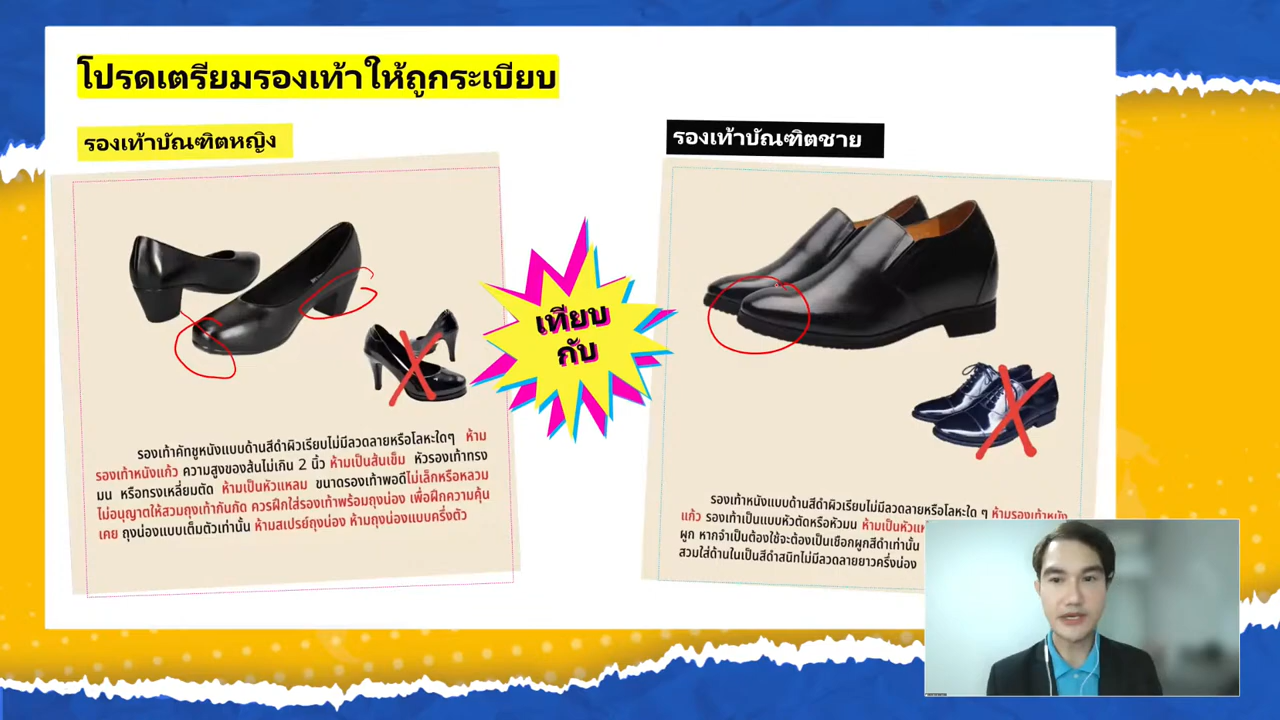 โปรดเตรียมรองเท้าให้ถูกระเบียบ
รองเท้าบัณฑิตหญิง
รองเท้าคัทชูหนังแบบด้านสีดำผิวเรียบไม่มีลวดลายหรือโลหะใดๆ ห้าม
รองเท้าหนังแก้ว ความสูงของส้นไม่เกิน 2 นิ้ว ห้ามเป็นส้นเข็ม หัวรองเท้าทรง
มน หรือทรงเหลี่ยมตัด ห้ามเป็นหัวแหลม ขนาดรองเท้าพอดีไม่เล็กหรือหลวม
ไม่อนุญาตให้สวมถุงเท้ากันกัด ควรฝึกใส่รองเท้าพร้อมถุงน่อง เพื่อฝึกความคุ้น
เคย ถุงน่องแบบเต็มตัวเท่านั้น ห้ามสเปรย์ถุงน่อง ห้ามถุงน่องแบบครึ่งตัว
เทียบ
กับ
รองเท้าบัณฑิตชาย
รองเท้าหนังแบบด้านสีดำผิวเรียบไม่มีลวดลายหรือโลหะใด ๆ ห้ามรองเท้าหนัง
แก้ว รองเท้าเป็นแบบหัวตัดหรือหัวมน ห้ามเป็นหัวแห
ผูก หากจำเป็นต้องใช้จะต้องเป็นเชือกผูกสีดำเท่านั้น
สวมใส่ด้านในเป็นสีดำสนิทไม่มีลวดลายยาวครึ่งน่อง